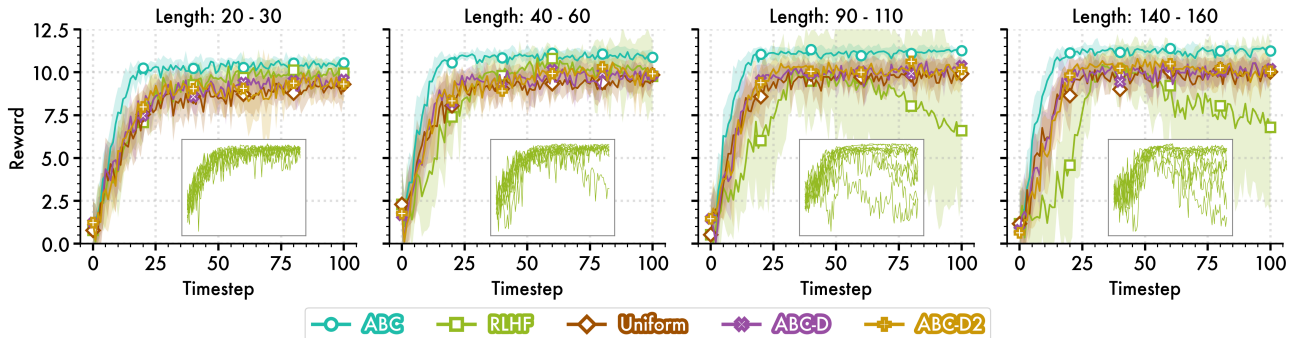 Length: 20 - 30
Length: 40 - 60
Length: 90 - 110
Length: 140 - 160
Reward
12.5
10.0
7.5
5.0
2.5
0.0
0 25 50 75 100
0 25 50 75 100
0 25 50 75 100
0 25 50 75 100
Timestep
Timestep
Timestep
Timestep
ABC RLHF Uniform ABC-D ABC-D2